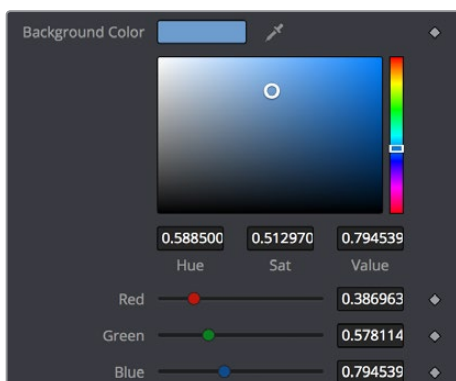 Background Color
0.588500 0.512970 0.794539
Hue Sat Value
Red 0.386963
Green 0.578114
Blue 0.794539